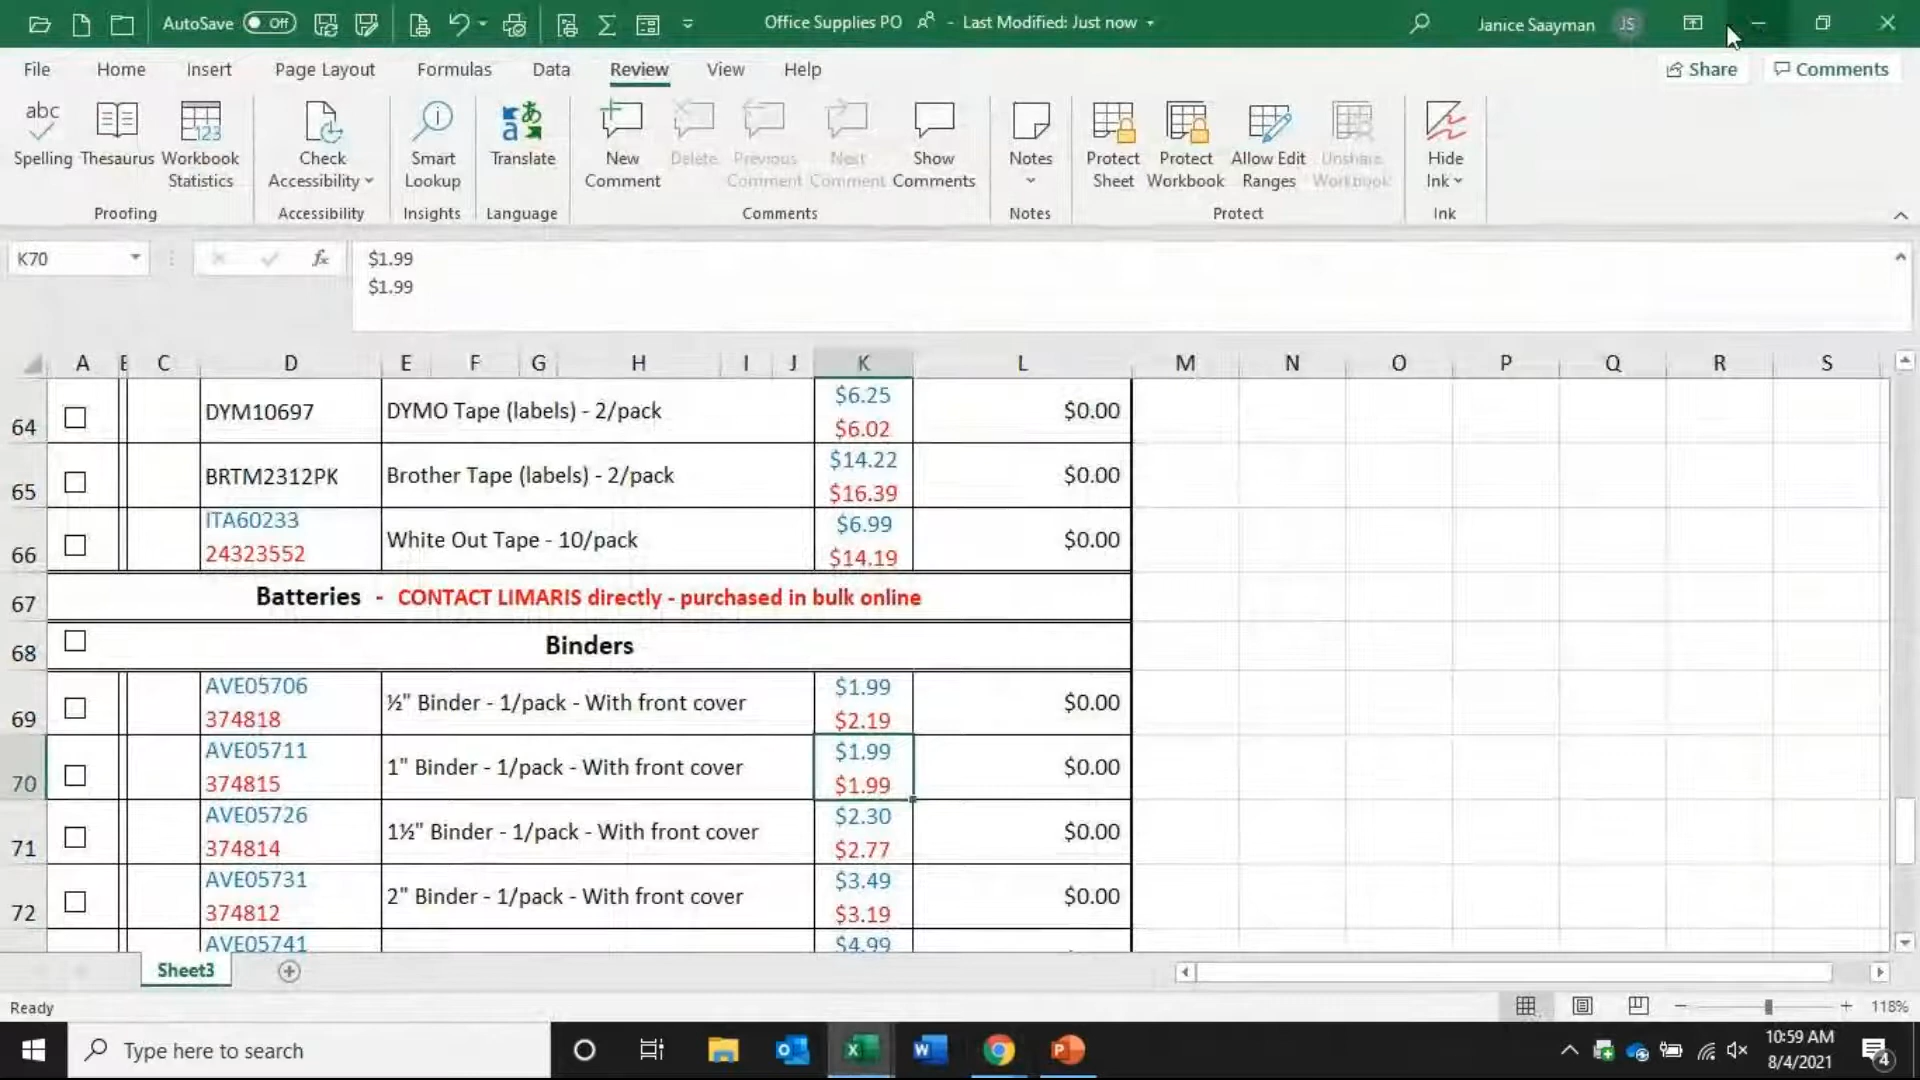 AutoSave Off Office Supplies PO - Last Modified: Just now Janice Saayman JS
File Home Insert Page Layout Formulas Data Review View Help Share Comments
abc
123
Spelling Thesaurus Workbook Statistics
Check Accessibility
Smart Lookup
Translate
New Comment
Delete
Previous Comment
Next Comment
Show Comments
Notes
Protect Sheet
Protect Workbook
Allow Edit Ranges
Unshare Workbook
Hide Ink
Proofing Accessibility Insights Language Comments Notes Protect Ink
K70 fx $1.99
$1.99
A E C D E F G H I J K L M N O P Q R S
64 DYM10697 DYMO Tape (labels) - 2/pack $6.25 $0.00
$6.02
65 BRTM2312PK Brother Tape (labels) - 2/pack $14.22 $0.00
$16.39
66 ITA60233 White Out Tape - 10/pack $6.99 $0.00
24323552 $14.19
67 Batteries - CONTACT LIMARIS directly - purchased in bulk online
68 Binders
69 AVE05706 ½" Binder - 1/pack - With front cover $1.99 $0.00
374818 $2.19
70 AVE05711 1" Binder - 1/pack - With front cover $1.99 $0.00
374815 $1.99
71 AVE05726 1½" Binder - 1/pack - With front cover $2.30 $0.00
374814 $2.77
72 AVE05731 2" Binder - 1/pack - With front cover $3.49 $0.00
374812 $3.19
AVE05741 $4.99
Sheet3
Ready 118%
Type here to search
10:59 AM
8/4/2021
4